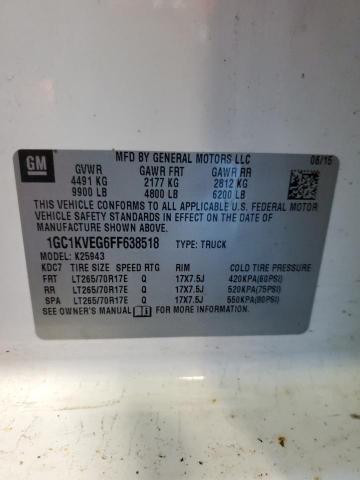 GM
MFD BY GENERAL MOTORS LLC 06/15
GVWR GAWR FRT GAWR RR
4491 KG 2177 KG 2812 KG
9900 LB 4800 LB 6200 LB
THIS VEHICLE CONFORMS TO ALL APPLICABLE U.S. FEDERAL MOTOR
VEHICLE SAFETY STANDARDS IN EFFECT ON THE DATE OF
MANUFACTURE SHOWN ABOVE.
1GC1KVEG6FF638518 TYPE: TRUCK
MODEL: K25943
KDC7 TIRE SIZE SPEED RTG RIM COLD TIRE PRESSURE
FRT LT265/70R17E Q 17X7.5J 420KPA(60PSI)
RR LT265/70R17E Q 17X7.5J 520KPA(75PSI)
SPA LT265/70R17E Q 17X7.5J 550KPA(80PSI)
SEE OWNER'S MANUAL FOR MORE INFORMATION